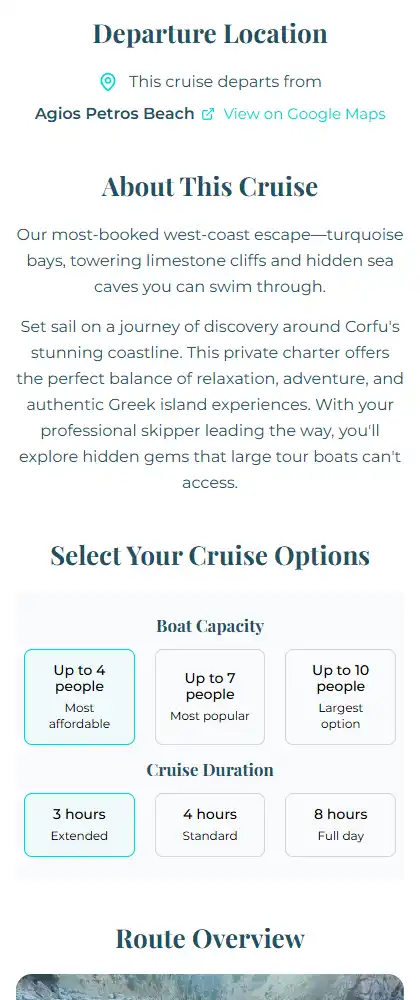 Departure Location
This cruise departs from
Agios Petros Beach View on Google Maps
About This Cruise
Our most-booked west-coast escape—turquoise
bays, towering limestone cliffs and hidden sea
caves you can swim through.
Set sail on a journey of discovery around Corfu's
stunning coastline. This private charter offers
the perfect balance of relaxation, adventure, and
authentic Greek island experiences. With your
professional skipper leading the way, you'll
explore hidden gems that large tour boats can't
access.
Select Your Cruise Options
Boat Capacity
Up to 4
people
Most
affordable
Up to 7
people
Most popular
Up to 10
people
Largest
option
Cruise Duration
3 hours
Extended
4 hours
Standard
8 hours
Full day
Route Overview